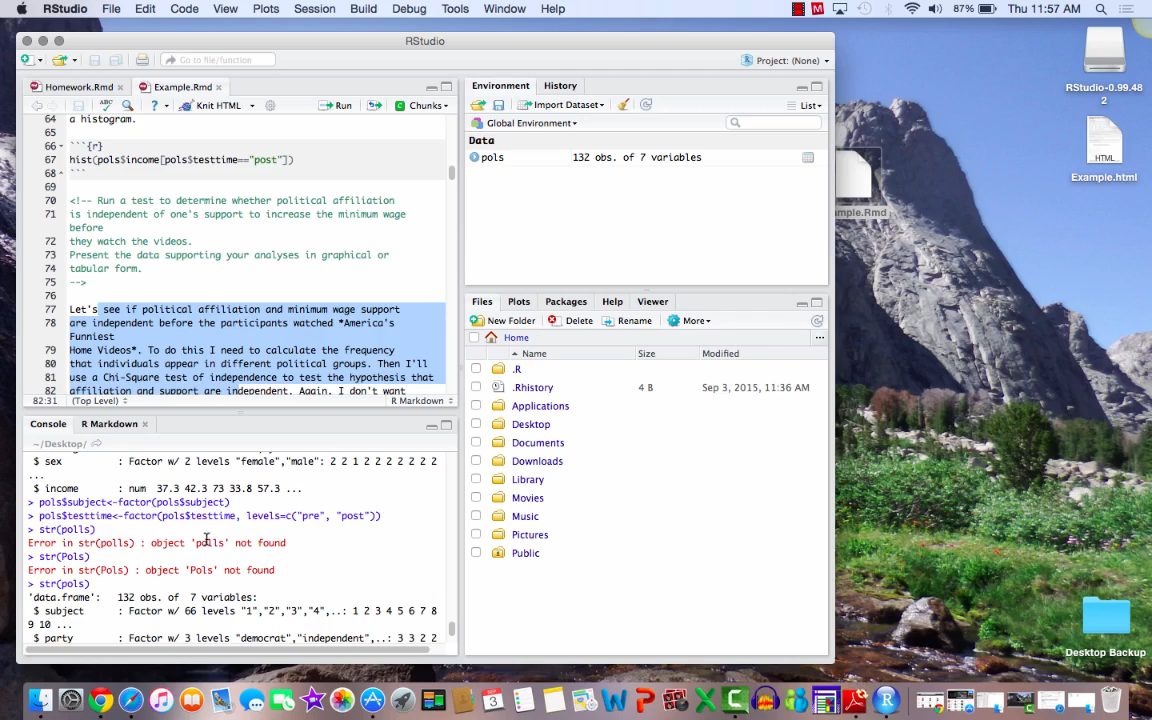 RStudio File Edit Code View Plots Session Build Debug Tools Window Help 87% Thu 11:57 AM
RStudio
Go to file/function Project: (None)
Homework.Rmd Example.Rmd
Knit HTML Run Chunks
64 a histogram.
65
66 ```{r}
67 hist(pols$income[pols$testtime=="post"])
68 ```
69
70 <!-- Run a test to determine whether political affiliation
71 is independent of one's support to increase the minimum wage
before
72 they watch the videos.
73 Present the data supporting your analyses in graphical or
74 tabular form.
75 -->
76
77 Let's see if political affiliation and minimum wage support
78 are independent before the participants watched *America's
Funniest
79 Home Videos*. To do this I need to calculate the frequency
80 that individuals appear in different political groups. Then I'll
81 use a Chi-Square test of independence to test the hypothesis that
82 affiliation and support are independent. Again, I don't want
82:31 (Top Level) R Markdown
Console R Markdown
~/Desktop/
$ sex : Factor w/ 2 levels "female","male": 2 2 1 2 2 2 2 2 2 2
...
$ income : num 37.3 42.3 73 33.8 57.3 ...
> pols$subject<-factor(pols$subject)
> pols$testtime<-factor(pols$testtime, levels=c("pre", "post"))
> str(polls)
Error in str(polls) : object 'polls' not found
> str(Pols)
Error in str(Pols) : object 'Pols' not found
> str(pols)
'data.frame': 132 obs. of 7 variables:
$ subject : Factor w/ 66 levels "1","2","3","4",..: 1 2 3 4 5 6 7 8
9 10 ...
$ party : Factor w/ 3 levels "democrat","independent",..: 3 3 2 2
Environment History
Import Dataset List
Global Environment
Data
pols 132 obs. of 7 variables
Files Plots Packages Help Viewer
New Folder Delete Rename More
Home
Name Size Modified
.R
.Rhistory 4 B Sep 3, 2015, 11:36 AM
Applications
Desktop
Documents
Downloads
Library
Movies
Music
Pictures
Public
RStudio-0.99.48
2
HTML
Example.html
ample.Rmd
Desktop Backup